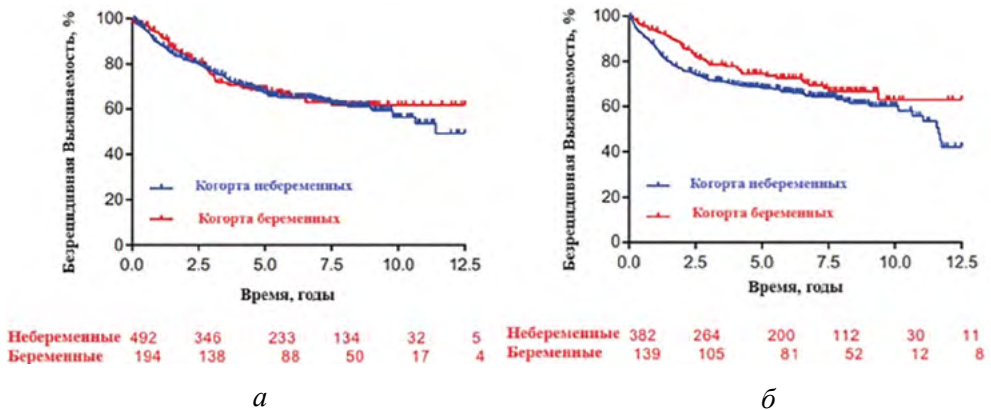 Безрецидивная Выживаемость, %
100
80
60
40
20
0
Когорта небеременных
Когорта беременных
0.0 2.5 5.0 7.5 10.0 12.5
Время, годы
Небеременные 492 346 233 134 32 5
Беременные 194 138 88 50 17 4
а
Безрецидивная Выживаемость, %
100
80
60
40
20
0
Когорта небеременных
Когорта беременных
0.0 2.5 5.0 7.5 10.0 12.5
Время, годы
Небеременные 382 264 200 112 30 11
Беременные 139 105 81 52 12 8
б